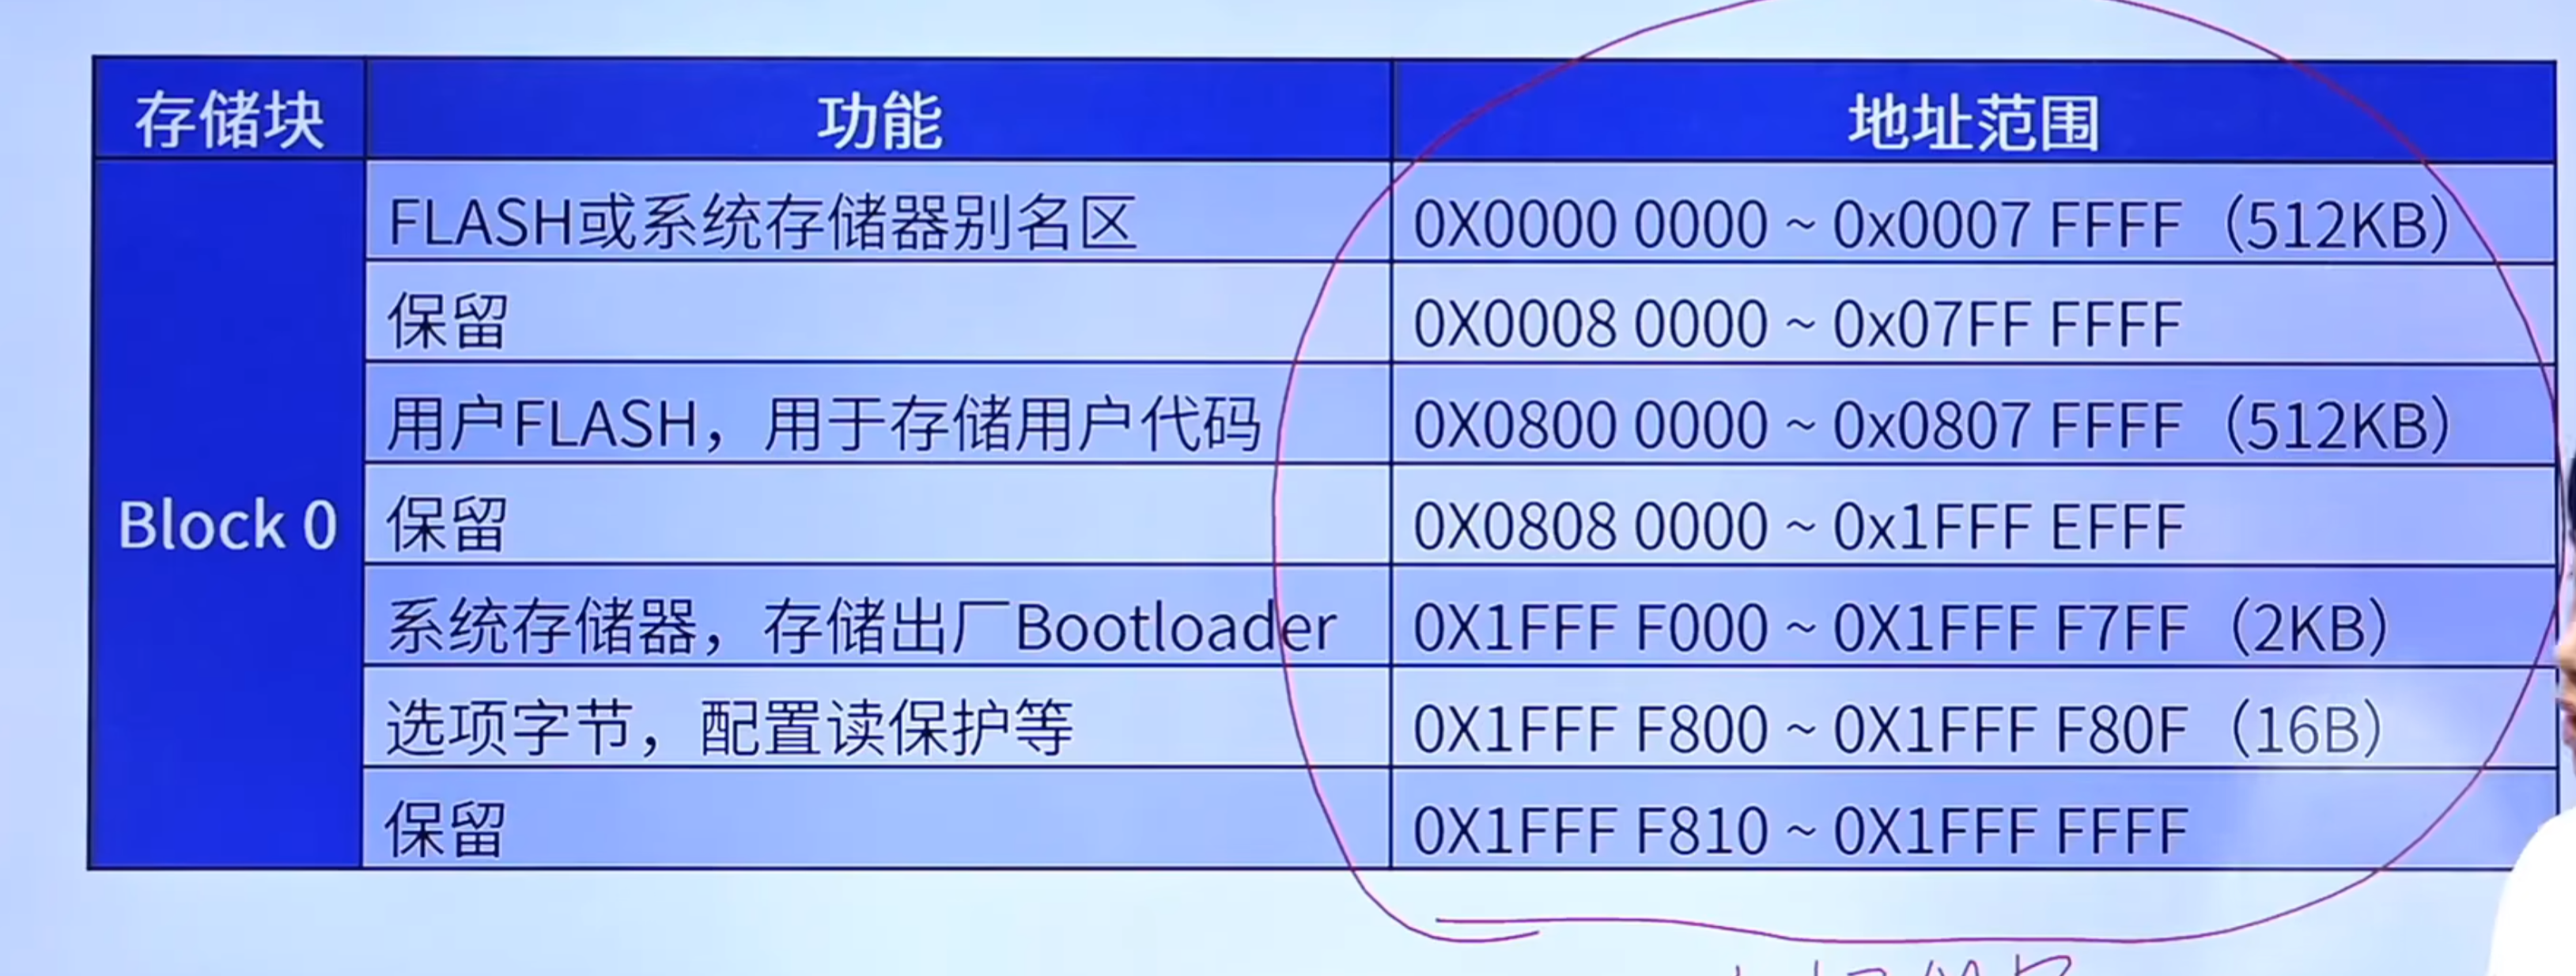 存储块 功能 地址范围
Block 0
FLASH或系统存储器别名区 0X0000 0000 ~ 0x0007 FFFF（512KB）
保留 0X0008 0000 ~ 0x07FF FFFF
用户FLASH，用于存储用户代码 0X0800 0000 ~ 0x0807 FFFF（512KB）
保留 0X0808 0000 ~ 0x1FFF EFFF
系统存储器，存储出厂Bootloader 0X1FFF F000 ~ 0X1FFF F7FF（2KB）
选项字节，配置读保护等 0X1FFF F800 ~ 0X1FFF F80F（16B）
保留 0X1FFF F810 ~ 0X1FFF FFFF